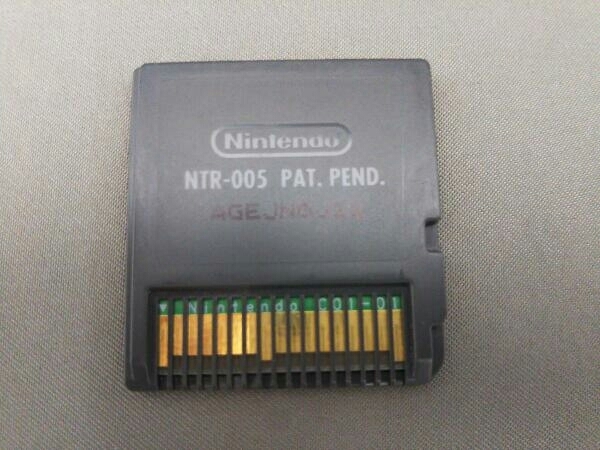 Nintendo
NTR-005 PAT. PEND.
▼ Nintendo C01-01